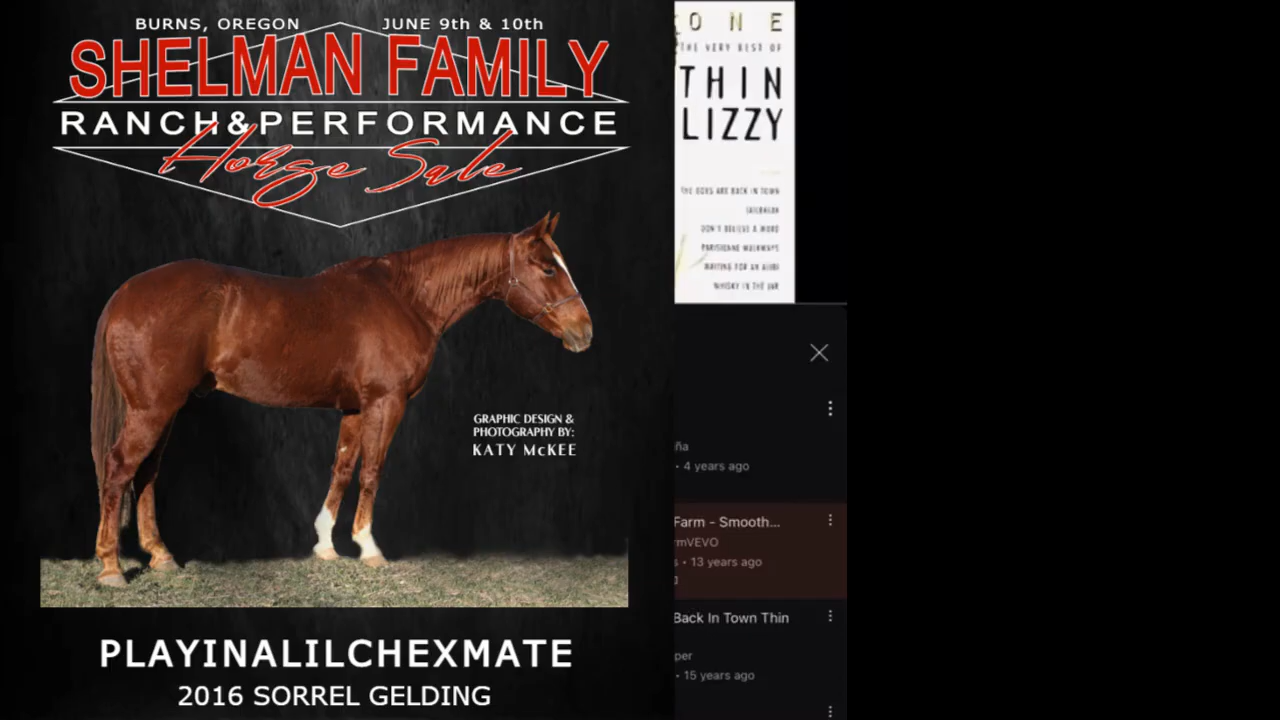 BURNS, OREGON
JUNE 9th & 10th
SHELMAN FAMILY
RANCH&PERFORMANCE
Horse Sale
GRAPHIC DESIGN &
PHOTOGRAPHY BY:
KATY McKEE
PLAYINALILCHEXMATE
2016 SORREL GELDING
O N E
THE VERY BEST OF
THIN
LIZZY
THE BOYS ARE BACK IN TOWN
JAILBREAK
DON'T BELIEVE A WORD
PARISIENNE WALKWAYS
WAITING FOR AN ALIBI
WHISKY IN THE JAR
ña
• 4 years ago
Farm - Smooth...
rmVEVO
s • 13 years ago
Back In Town Thin
per
• 15 years ago